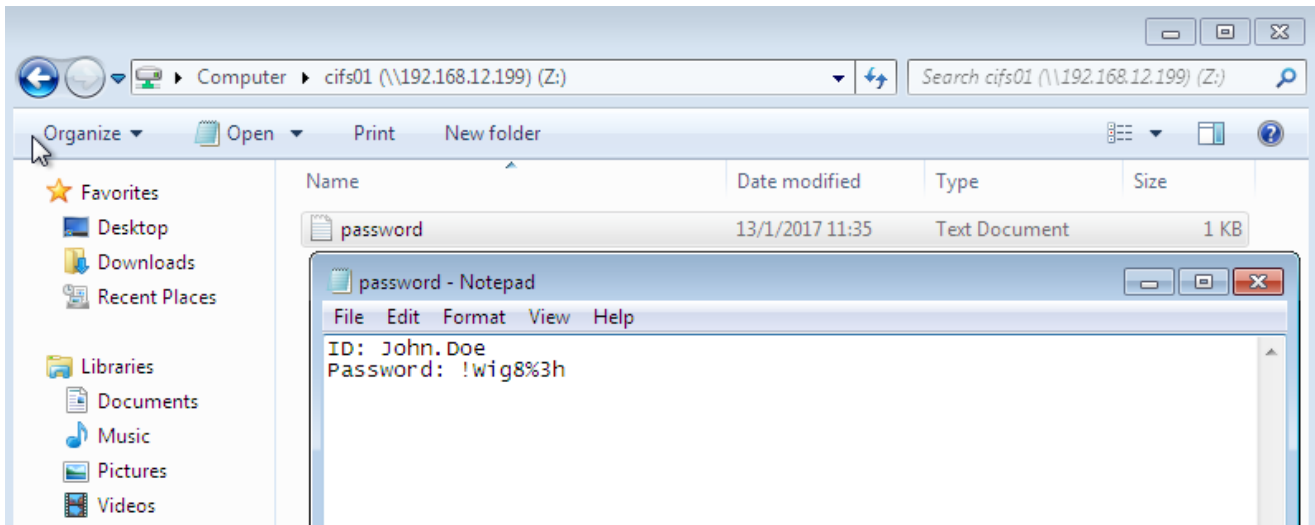 Computer ▸ cifs01 (\\192.168.12.199) (Z:)
Search cifs01 (\\192.168.12.199) (Z:)
Organize Open Print New folder
Name Date modified Type Size
Favorites
password 13/1/2017 11:35 Text Document 1 KB
Desktop
Downloads
Recent Places
Libraries
Documents
Music
Pictures
Videos
password - Notepad
File Edit Format View Help
ID: John.Doe
Password: !Wig8%3h